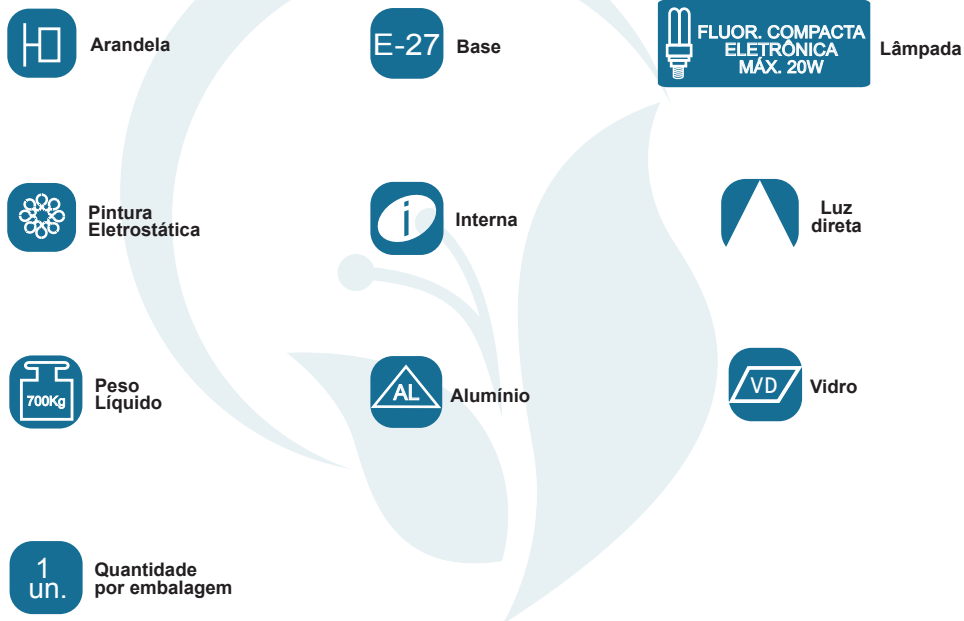 Arandela
E-27
Base
FLUOR. COMPACTA
ELETRÔNICA
MÁX. 20W
Lâmpada
Pintura
Eletrostática
i
Interna
Luz
direta
700Kg
Peso
Líquido
AL
Alumínio
VD
Vidro
1
un.
Quantidade
por embalagem